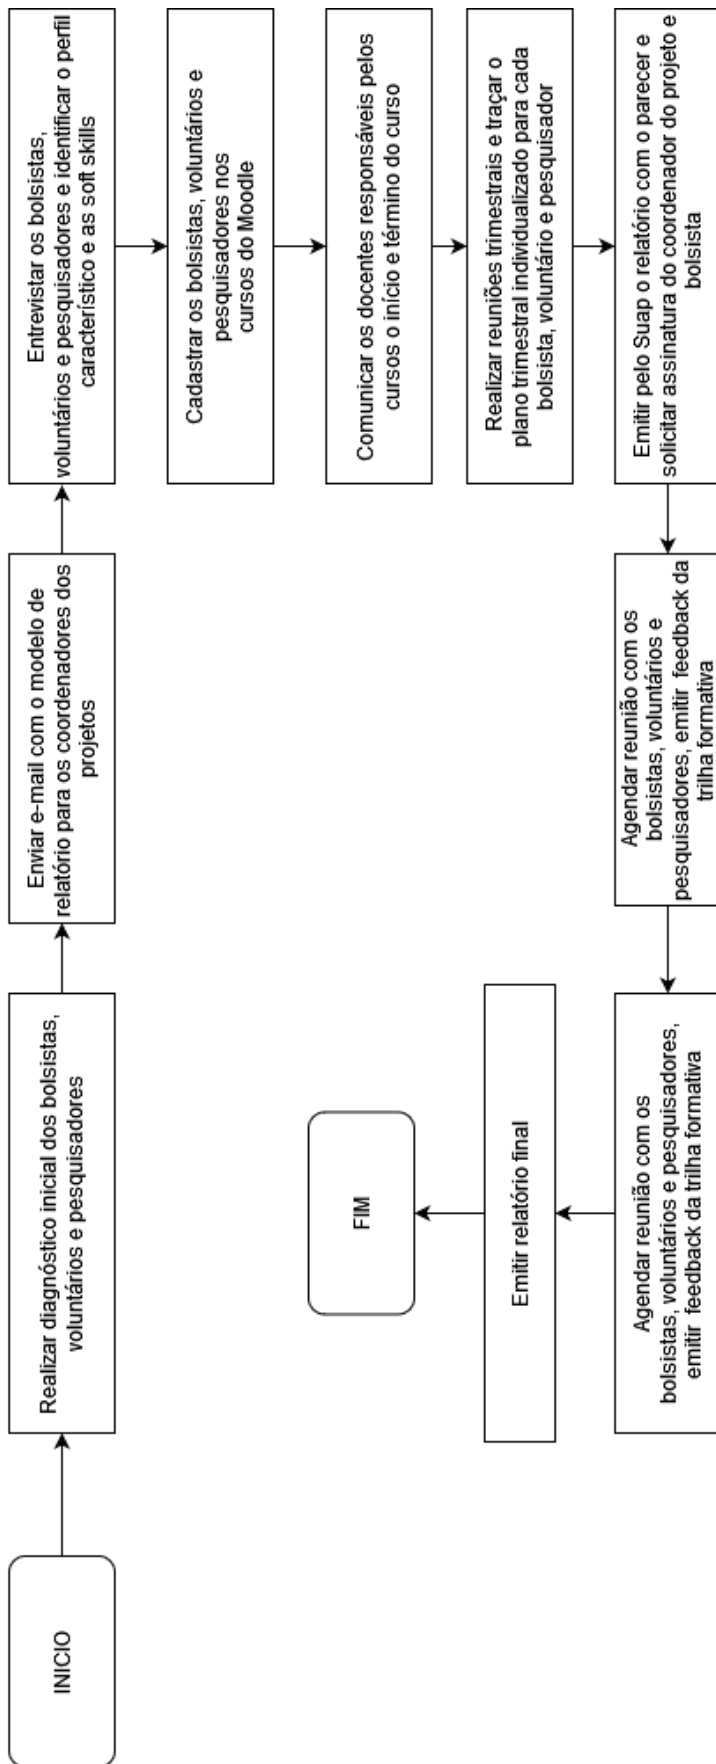 INICIO
Realizar diagnóstico inicial dos bolsistas,
voluntários e pesquisadores
Enviar e-mail com o modelo de
relatório para os coordenadores dos
projetos
Entrevistar os bolsistas,
voluntários e pesquisadores e identificar o perfil
característico e as soft skills
Cadastrar os bolsistas, voluntários e
pesquisadores nos
cursos do Moodle
Comunicar os docentes responsáveis pelos
cursos o início e término do curso
Realizar reuniões trimestrais e traçar o
plano trimestral individualizado para cada
bolsista, voluntário e pesquisador
Emitir pelo Suap o relatório com o parecer e
solicitar assinatura do coordenador do projeto e
bolsista
Agendar reunião com os
bolsistas, voluntários e
pesquisadores, emitir feedback da
trilha formativa
Agendar reunião com os
bolsistas, voluntários e pesquisadores,
emitir feedback da trilha formativa
Emitir relatório final
FIM